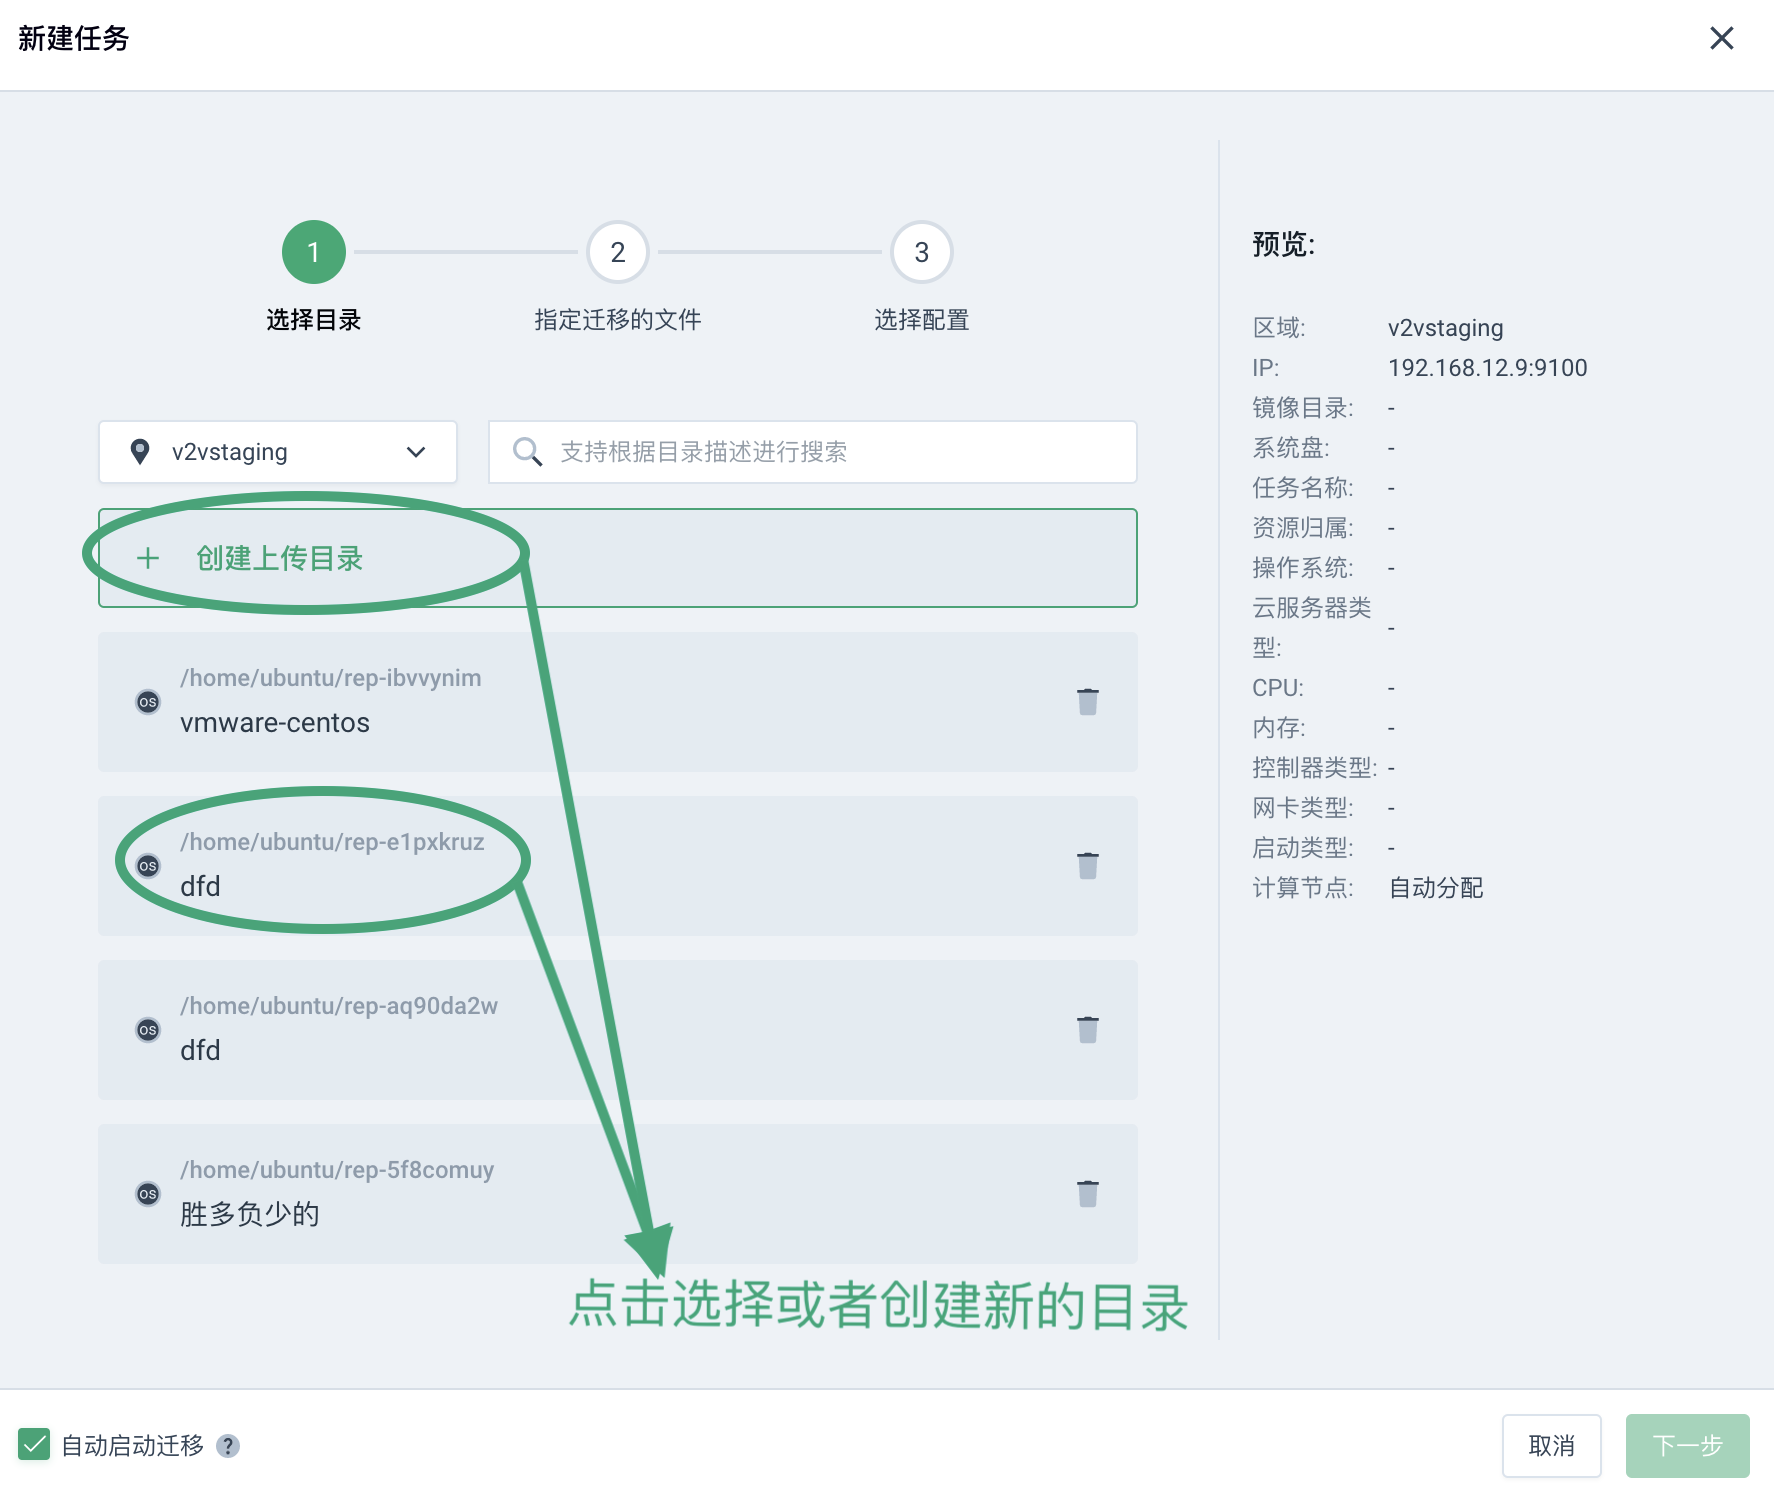 新建任务
1
2
3
选择目录
指定迁移的文件
选择配置
v2vstaging
支持根据目录描述进行搜索
+ 创建上传目录
/home/ubuntu/rep-ibvvynim
os
vmware-centos
/home/ubuntu/rep-e1pxkruz
os
dfd
/home/ubuntu/rep-aq90da2w
os
dfd
/home/ubuntu/rep-5f8comuy
os
胜多负少的
点击选择或者创建新的目录
预览:
区域: v2vstaging
IP: 192.168.12.9:9100
镜像目录: -
系统盘: -
任务名称: -
资源归属: -
操作系统: -
云服务器类
型: -
CPU: -
内存: -
控制器类型: -
网卡类型: -
启动类型: -
计算节点: 自动分配
自动启动迁移 ?
取消
下一步